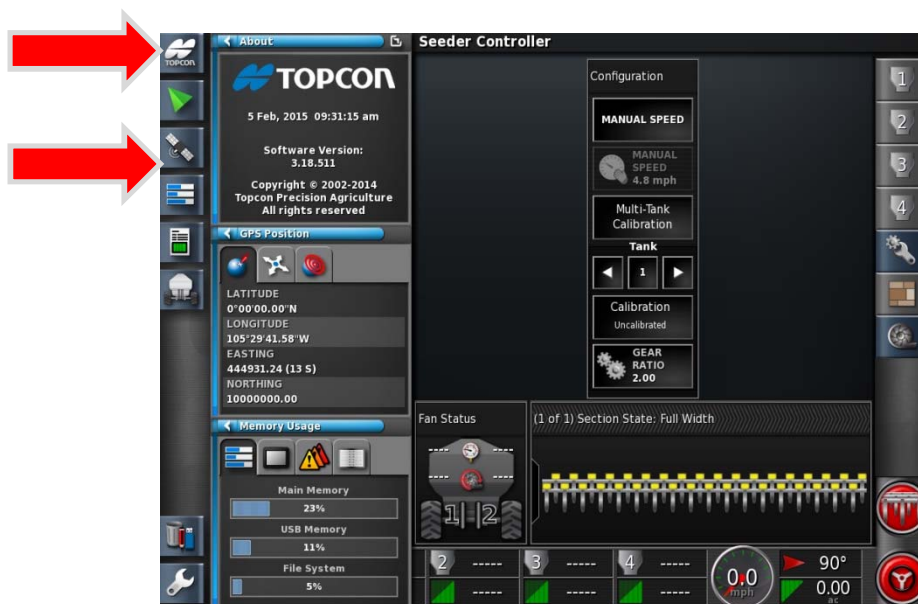 TOPCON
About
TOPCON
5 Feb, 2015 09:31:15 am
Software Version:
3.18.511
Copyright © 2002-2014
Topcon Precision Agriculture
All rights reserved
GPS Position
LATITUDE
0°00'00.00"N
LONGITUDE
105°29'41.58"W
EASTING
444931.24 (13 S)
NORTHING
10000000.00
Memory Usage
Main Memory
23%
USB Memory
11%
File System
5%
Seeder Controller
Configuration
MANUAL SPEED
MANUAL
SPEED
4.8 mph
Multi-Tank
Calibration
Tank
1
Calibration
Uncalibrated
GEAR
RATIO
2.00
Fan Status
----
----
----
----
1 2
(1 of 1) Section State: Full Width
2 -----
-----
3 -----
-----
4 -----
-----
0.0
mph
90°
0.00
ac
1
2
3
4